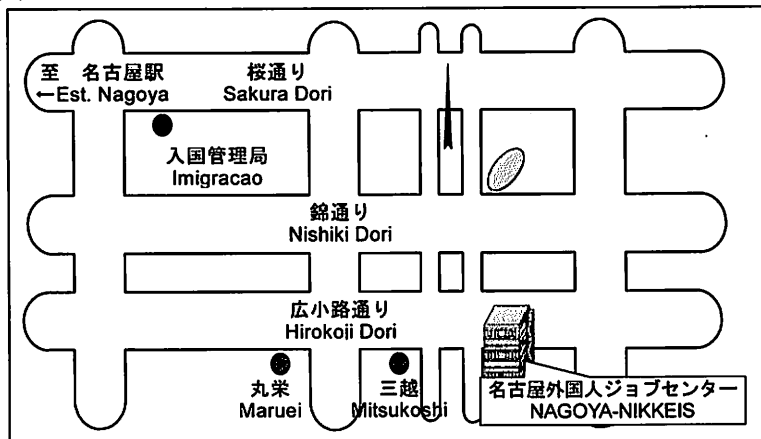 至 名古屋駅
←Est. Nagoya
桜通り
Sakura Dori
入国管理局
Imigracao
錦通り
Nishiki Dori
広小路通り
Hirokoji Dori
丸栄
Maruei
三越
Mitsukoshi
名古屋外国人ジョブセンター
NAGOYA-NIKKEIS